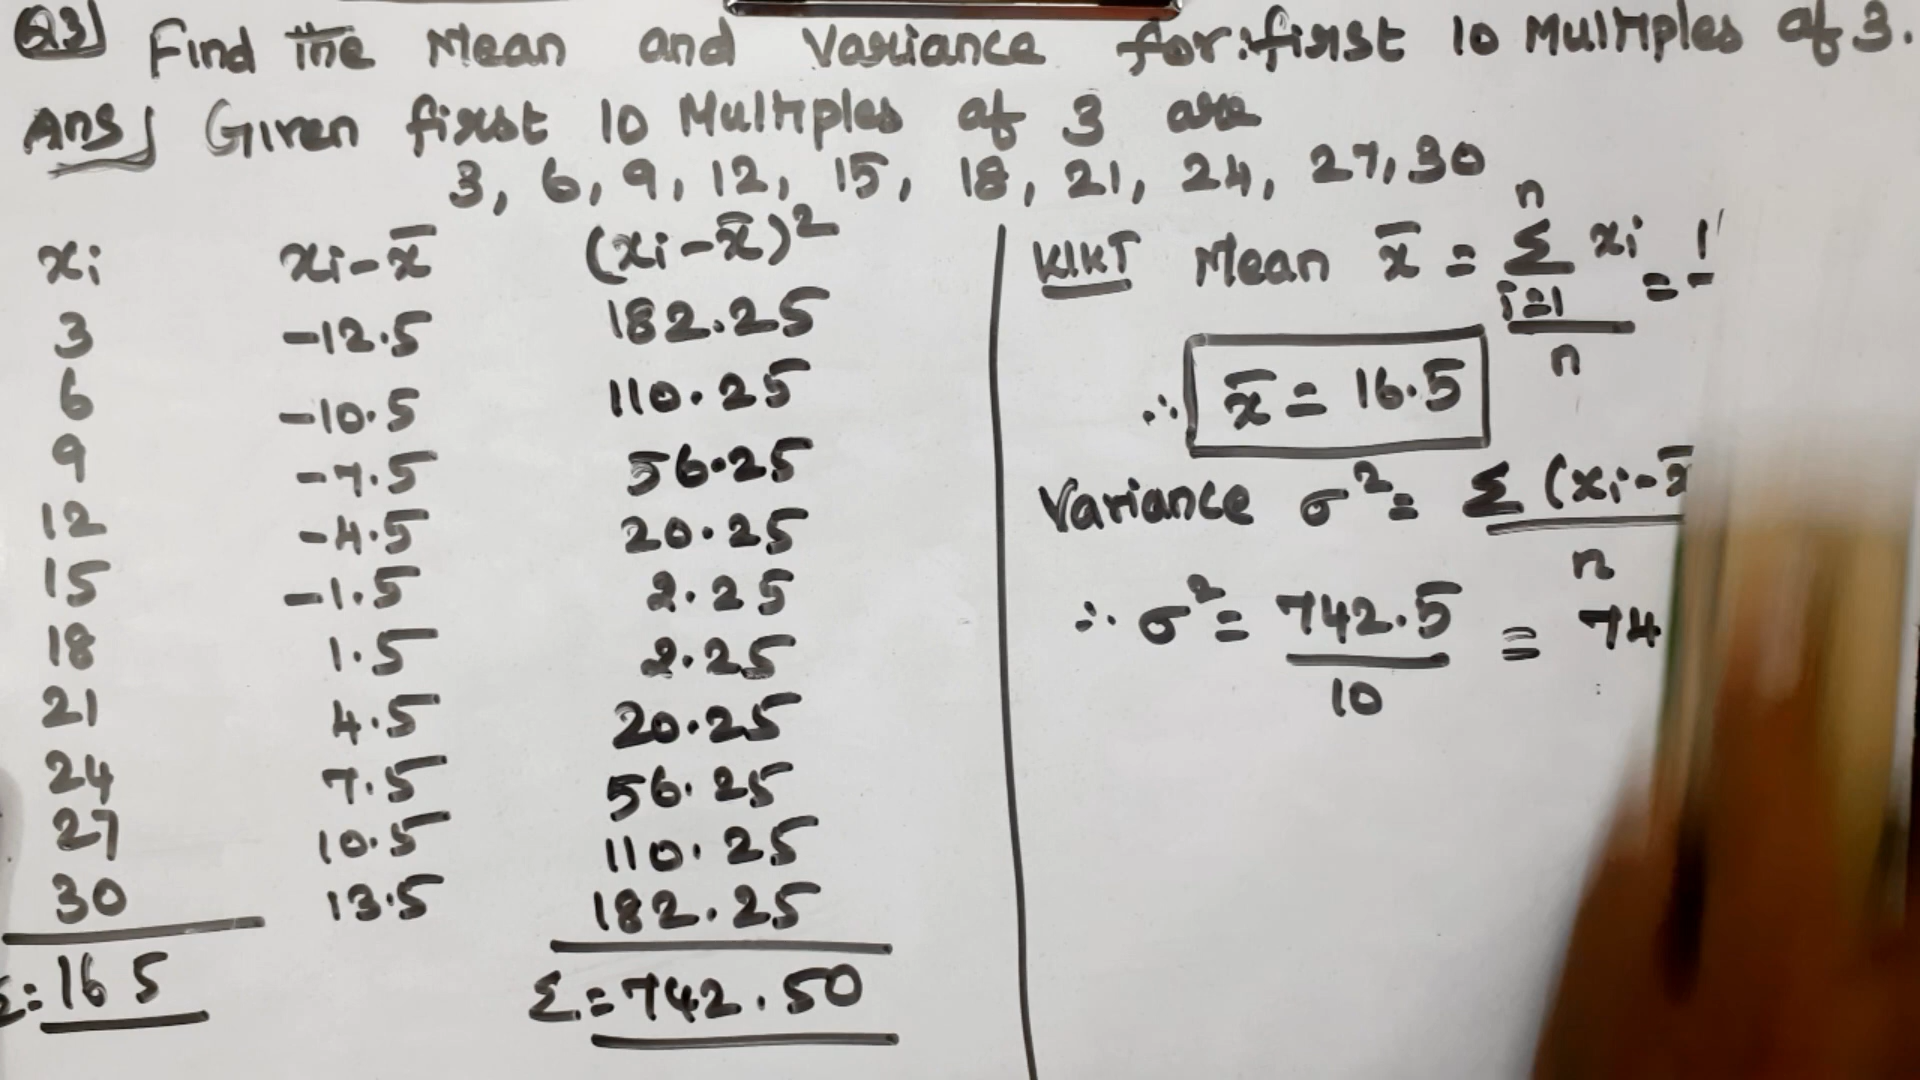 Q3) Find the Mean and Variance for: first 10 Multiples of 3.
Ans) Given first 10 Multiples of 3 are
3, 6, 9, 12, 15, 18, 21, 24, 27, 30
xi xi-x̄ (xi-x̄)²
3 -12.5 182.25
6 -10.5 110.25
9 -7.5 56.25
12 -4.5 20.25
15 -1.5 2.25
18 1.5 2.25
21 4.5 20.25
24 7.5 56.25
27 10.5 110.25
30 13.5 182.25
Σ=165 Σ=742.50
KIKT Mean x̄ = n Σ i=1 xi =
n
∴ x̄ = 16.5
Variance σ² = Σ (xi-x̄
n
∴ σ² = 742.5 = 74
10